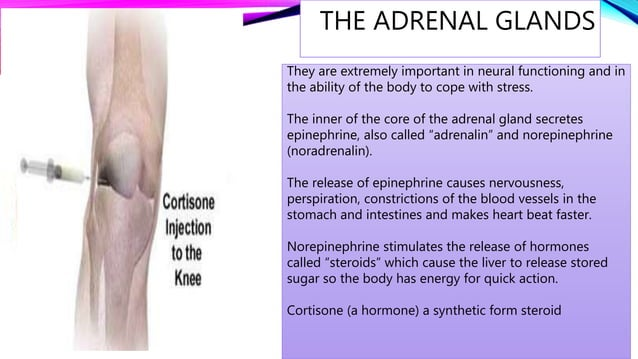 THE ADRENAL GLANDS
Cortisone
Injection
to the
Knee
They are extremely important in neural functioning and in
the ability of the body to cope with stress.
The inner of the core of the adrenal gland secretes
epinephrine, also called “adrenalin” and norepinephrine
(noradrenalin).
The release of epinephrine causes nervousness,
perspiration, constrictions of the blood vessels in the
stomach and intestines and makes heart beat faster.
Norepinephrine stimulates the release of hormones
called “steroids” which cause the liver to release stored
sugar so the body has energy for quick action.
Cortisone (a hormone) a synthetic form steroid